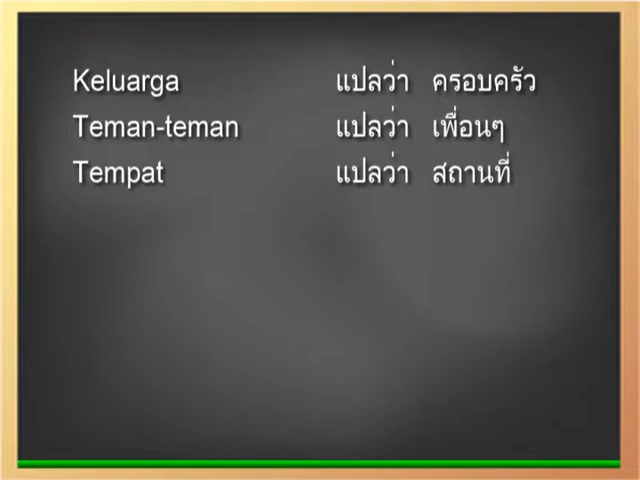 Keluarga แปลว่า ครอบครัว
Teman-teman แปลว่า เพื่อนๆ
Tempat แปลว่า สถานที่